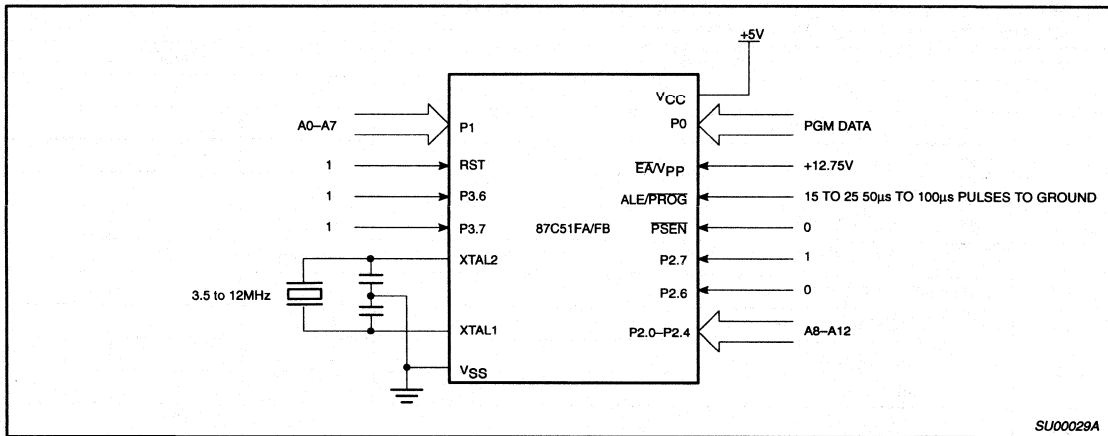 +5V
VCC
A0–A7
P1
P0
PGM DATA
1
RST
EA/VPP
+12.75V
1
P3.6
ALE/PROG
15 TO 25 50µs TO 100µs PULSES TO GROUND
1
P3.7
87C51FA/FB
PSEN
0
XTAL2
P2.7
1
3.5 to 12MHz
P2.6
0
XTAL1
P2.0–P2.4
A8–A12
VSS
SU00029A